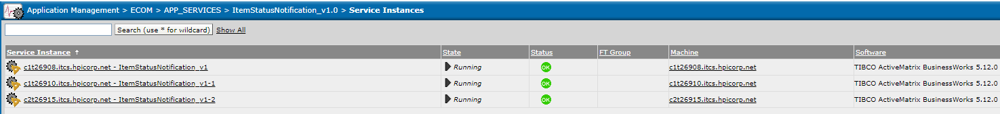 Application Management > ECOM > APP_SERVICES > ItemStatusNotification_v1.0 > Service Instances
Search (use * for wildcard) Show All
Service Instance ↑ State Status FT Group Machine Software
c1t26908.itcs.hpicorp.net - ItemStatusNotification_v1 Running OK c1t26908.itcs.hpicorp.net TIBCO ActiveMatrix BusinessWorks 5.12.0
c1t26910.itcs.hpicorp.net - ItemStatusNotification_v1-1 Running OK c1t26910.itcs.hpicorp.net TIBCO ActiveMatrix BusinessWorks 5.12.0
c2t26915.itcs.hpicorp.net - ItemStatusNotification_v1-2 Running OK c2t26915.itcs.hpicorp.net TIBCO ActiveMatrix BusinessWorks 5.12.0